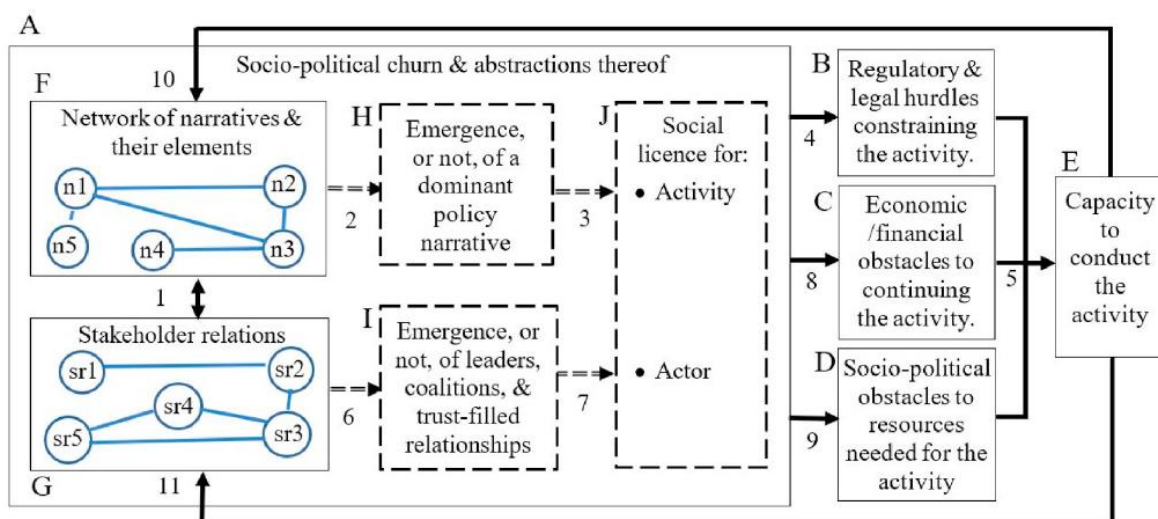 A
Socio-political churn & abstractions thereof
10
F
Network of narratives &
their elements
n1
n2
n5
n4
n3
1
Stakeholder relations
sr1
sr2
sr4
sr5
sr3
G
11
2
H
Emergence,
or not, of a
dominant
policy
narrative
3
6
I
Emergence, or
not, of leaders,
coalitions, &
trust-filled
relationships
7
J
Social
licence for:
• Activity
• Actor
4
B
Regulatory &
legal hurdles
constraining
the activity.
8
C
Economic
/financial
obstacles to
continuing
the activity.
9
D
Socio-political
obstacles to
resources
needed for the
activity
5
E
Capacity
to
conduct
the
activity